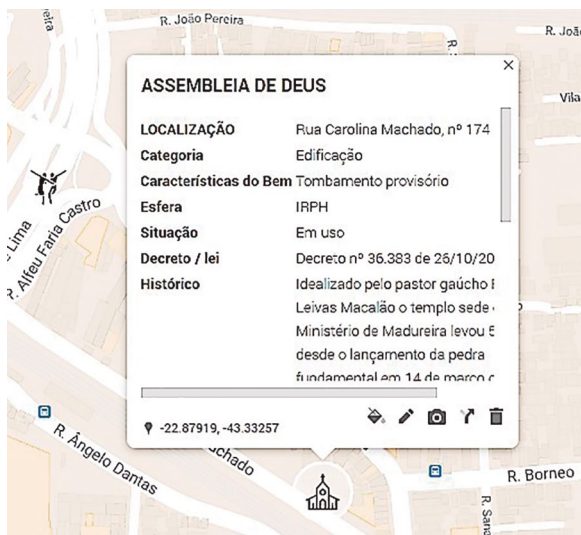 R. João Pereira
R.
R. João
Vila
ASSEMBLEIA DE DEUS
LOCALIZAÇÃO Rua Carolina Machado, nº 174
Categoria Edificação
Características do Bem Tombamento provisório
Esfera IRPH
Situação Em uso
Decreto / lei Decreto nº 36.383 de 26/10/20
Histórico Idealizado pelo pastor gaúcho
Leivas Macalão o templo sede
Ministério de Madureira levou
desde o lançamento da pedra
fundamental em 14 de março
-22.87919, -43.33257
e Lima
R. Alfeu Faria Castro
R. Ângelo Dantas
achado
R. Borneo
R. Sana